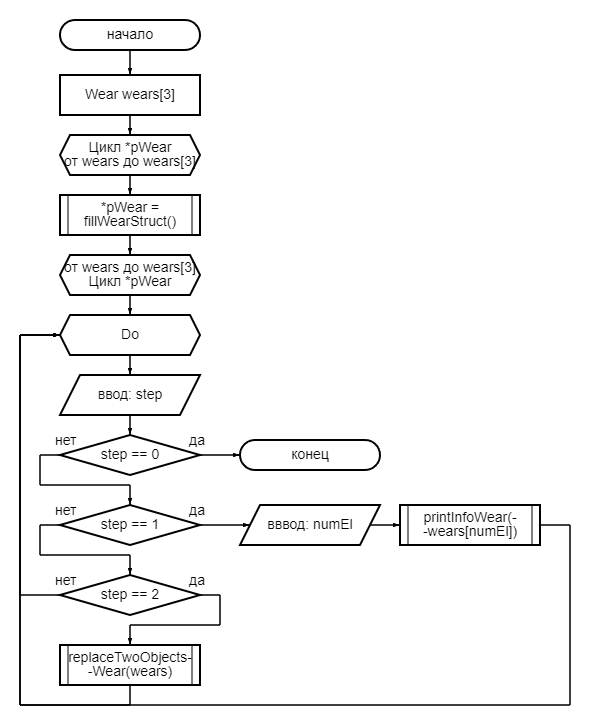 начало
Wear wears[3]
Цикл *pWear
от wears до wears[3]
*pWear =
fillWearStruct()
от wears до wears[3]
Цикл *pWear
Do
ввод: step
нет
да
step == 0
конец
нет
да
step == 1
вввод: numEl
printInfoWear(-
-wears[numEl])
нет
да
step == 2
replaceTwoObjects-
-Wear(wears)